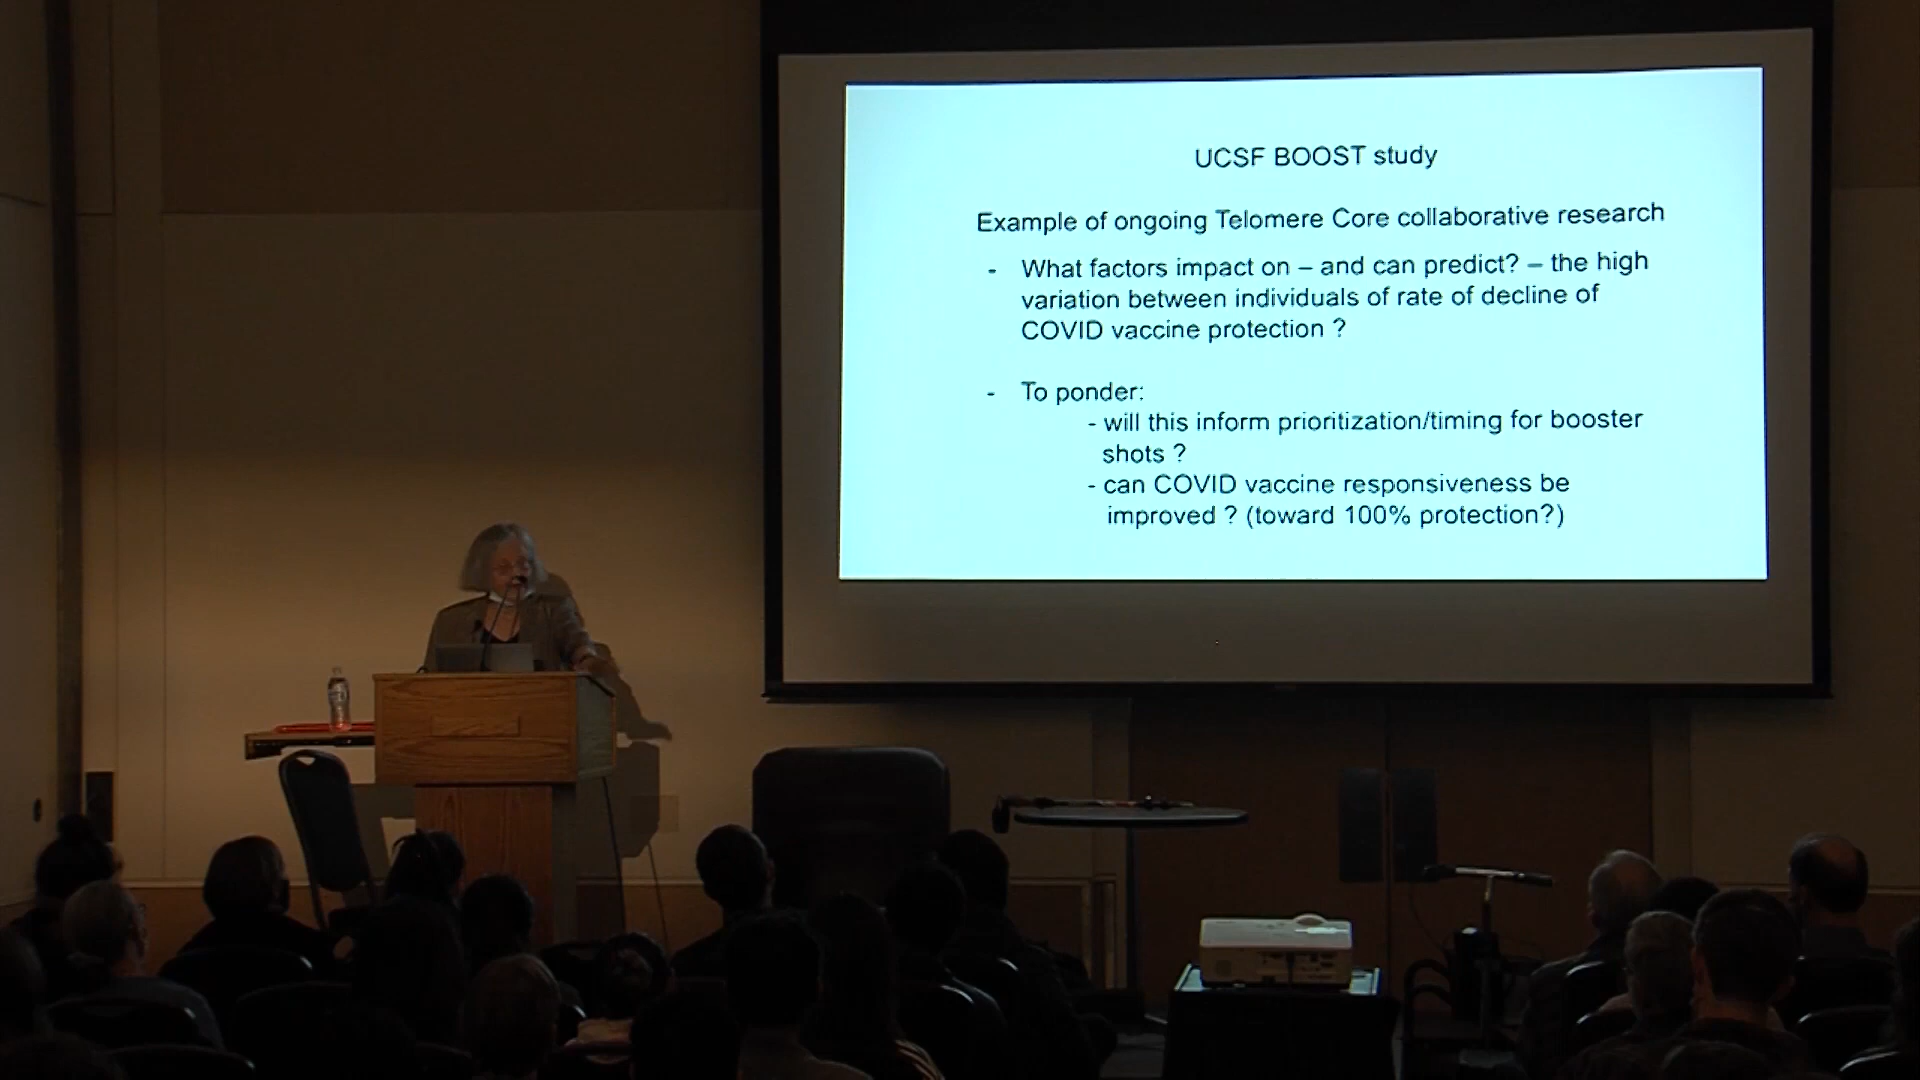 UCSF BOOST study
Example of ongoing Telomere Core collaborative research
- What factors impact on – and can predict? – the high
variation between individuals of rate of decline of
COVID vaccine protection ?
- To ponder:
- will this inform prioritization/timing for booster
shots ?
- can COVID vaccine responsiveness be
improved ? (toward 100% protection?)